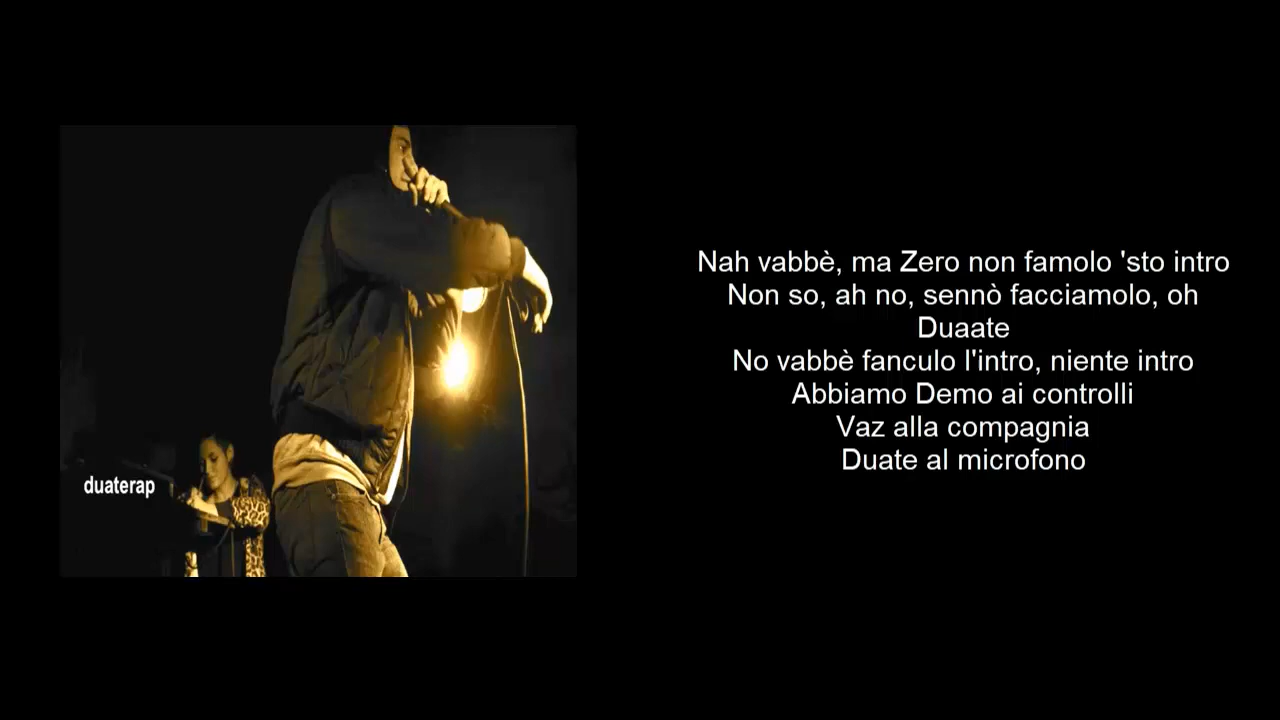 duaterap
Nah vabbè, ma Zero non famolo 'sto intro
Non so, ah no, sennò facciamolo, oh
Duaate
No vabbè fanculo l'intro, niente intro
Abbiamo Demo ai controlli
Vaz alla compagnia
Duate al microfono